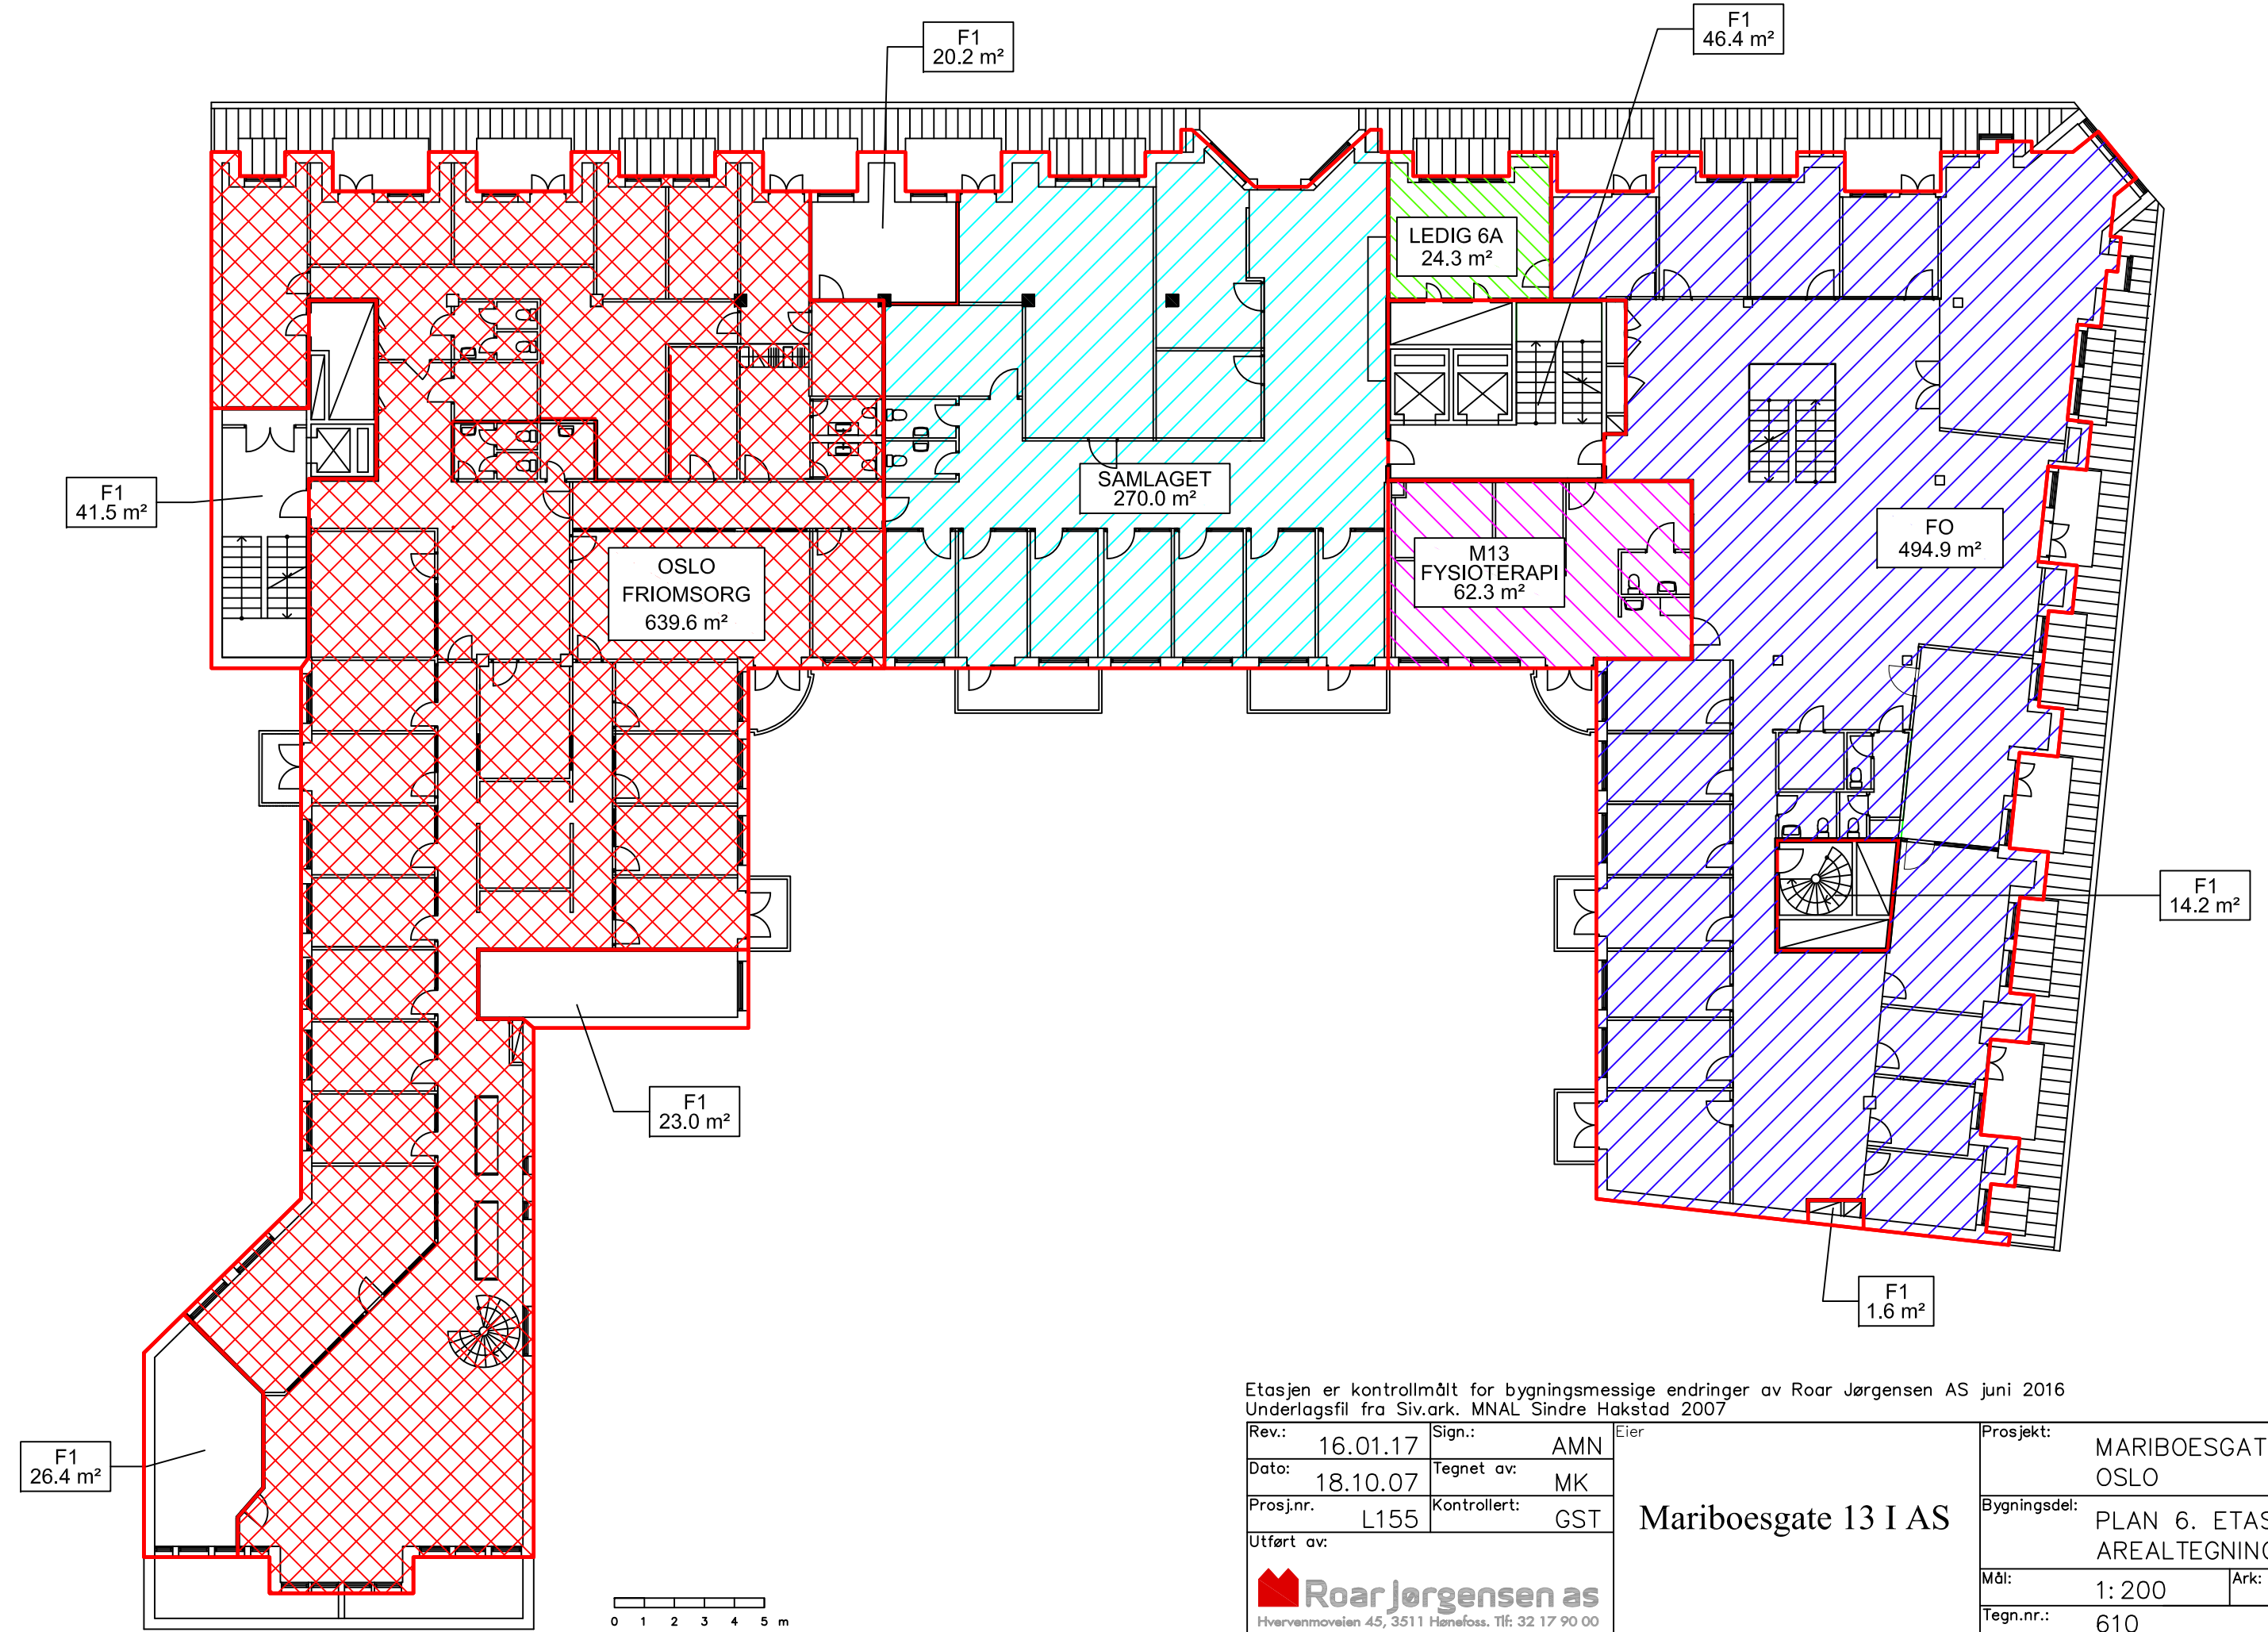 F1
20.2 m²
F1
46.4 m²
LEDIG 6A
24.3 m²
F1
41.5 m²
SAMLAGET
270.0 m²
FO
494.9 m²
OSLO
FRIOMSORG
639.6 m²
M13
FYSIOTERAPI
62.3 m²
F1
14.2 m²
F1
23.0 m²
F1
1.6 m²
F1
26.4 m²
0 1 2 3 4 5 m
Etasjen er kontrollmålt for bygningsmessige endringer av Roar Jørgensen AS juni 2016
Underlagsfil fra Siv.ark. MNAL Sindre Hakstad 2007
Rev.: 16.01.17
Sign.: AMN
Dato: 18.10.07
Tegnet av: MK
Prosj.nr. L155
Kontrollert: GST
Utført av:
Roar Jørgensen as
Hvervenmoveien 45, 3511 Hønefoss. Tlf: 32 17 90 00
Eier
Mariboesgate 13 I AS
Prosjekt: MARIBOESGAT
OSLO
Bygningsdel: PLAN 6. ETAS
AREALTEGNING
Mål: 1:200
Ark:
Tegn.nr.: 610